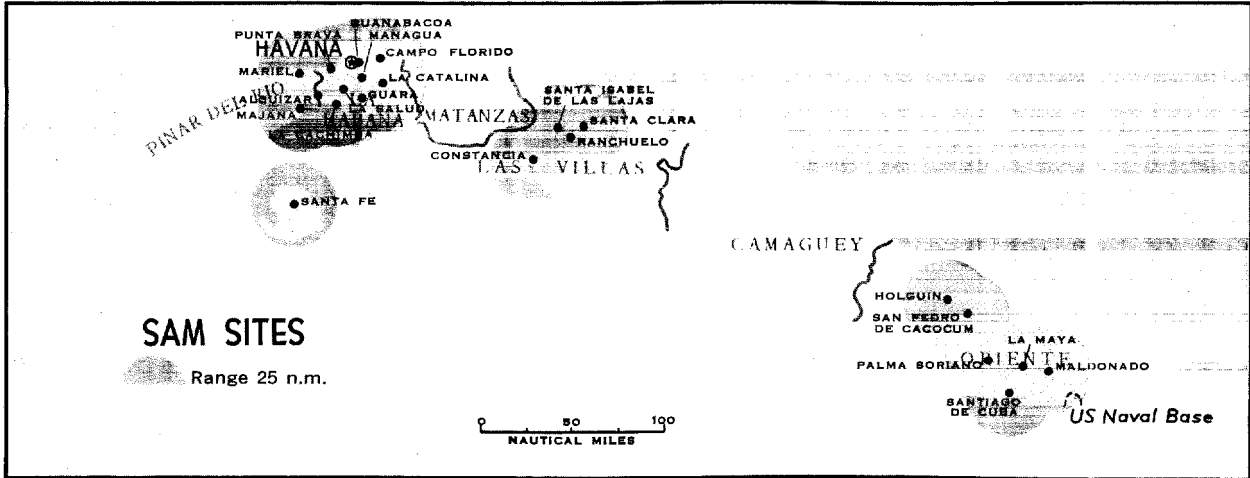 GUANABACOA
PUNTA BRAVA
MANAGUA
HAVANA
CAMPO FLORIDO
MARIEL
LA CATALINA
ALQUIZAR
GUARA
LA SALUD
MAJANA
HABANA
LA CACHIMBA
PINAR DEL RIO
MATANZAS
SANTA ISABEL
DE LAS LAJAS
SANTA CLARA
RANCHUELO
CONSTANCIA
LAS VILLAS
SANTA FE
CAMAGUEY
HOLGUIN
SAN PEDRO
DE CACOCUM
LA MAYA
ORIENTE
PALMA SORIANO
MALDONADO
SANTIAGO
DE CUBA
US Naval Base
SAM SITES
Range 25 n.m.
0 50 100
NAUTICAL MILES